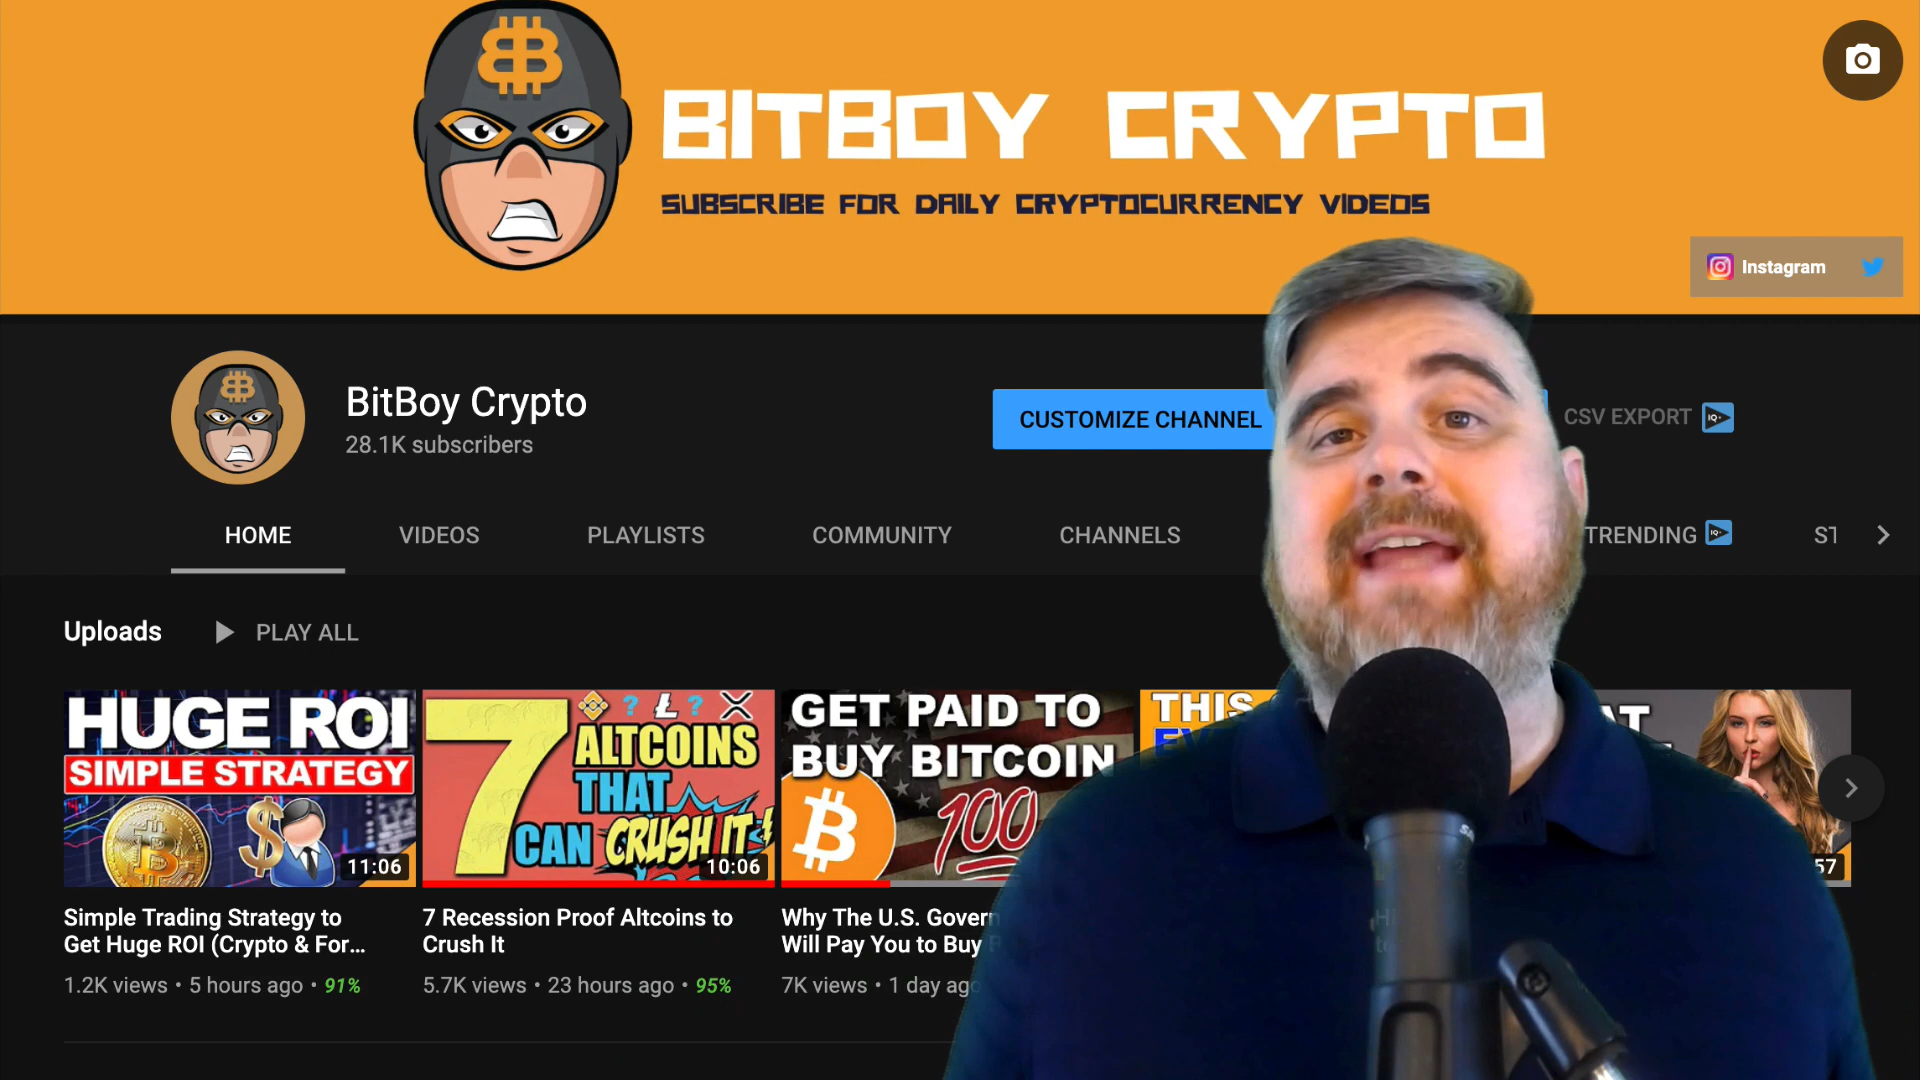 BITBOY CRYPTO
SUBSCRIBE FOR DAILY CRYPTOCURRENCY VIDEOS
Instagram
BitBoy Crypto
28.1K subscribers
CUSTOMIZE CHANNEL
CSV EXPORT
HOME
VIDEOS
PLAYLISTS
COMMUNITY
CHANNELS
TRENDING
Uploads
PLAY ALL
HUGE ROI
SIMPLE STRATEGY
11:06
7
ALTCOINS
THAT
CAN CRUSH IT
10:06
GET PAID TO
BUY BITCOIN
100
THIS
Simple Trading Strategy to
Get Huge ROI (Crypto & For...
1.2K views • 5 hours ago • 91%
7 Recession Proof Altcoins to
Crush It
5.7K views • 23 hours ago • 95%
Why The U.S.
Will Pay You to Buy
7K views • 1 day